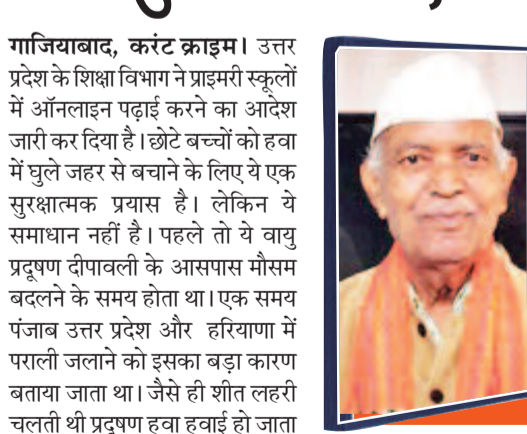 गाजियाबाद, करंट क्राइम। उत्तर
प्रदेश के शिक्षा विभाग ने प्राइमरी स्कूलों
में ऑनलाइन पढ़ाई करने का आदेश
जारी कर दिया है। छोटे बच्चों को हवा
में घुले जहर से बचाने के लिए ये एक
सुरक्षात्मक प्रयास है। लेकिन ये
समाधान नहीं है। पहले तो ये वायु
प्रदूषण दीपावली के आसपास मौसम
बदलने के समय होता था। एक समय
पंजाब उत्तर प्रदेश और हरियाणा में
पराली जलाने को इसका बड़ा कारण
बताया जाता था। जैसे ही शीत लहरी
चलती थी प्रदूषण हवा हवाई हो जाता